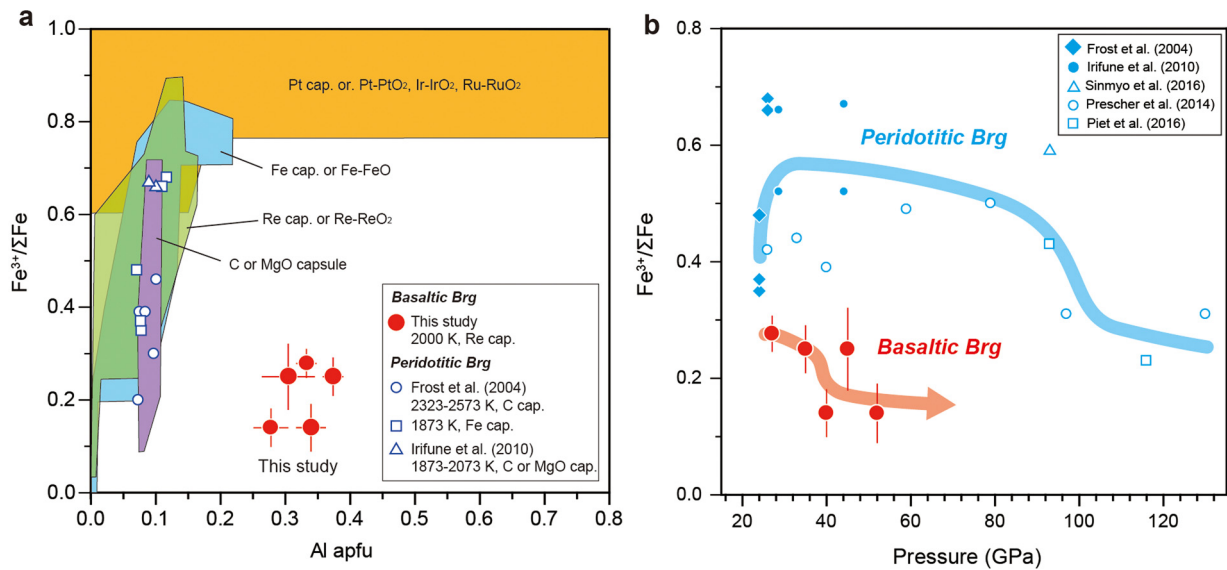 a
1.0
0.8
0.6
0.4
0.2
0.0
Fe³⁺/ΣFe
Pt cap. or. Pt-PtO₂, Ir-IrO₂, Ru-RuO₂
Fe cap. or Fe-FeO
Re cap. or Re-ReO₂
C or MgO capsule
This study
Basaltic Brg
This study
2000 K, Re cap.
Peridotitic Brg
Frost et al. (2004)
2323-2573 K, C cap.
1873 K, Fe cap.
Irifune et al. (2010)
1873-2073 K, C or MgO cap.
0.0 0.1 0.2 0.3 0.4 0.5 0.6 0.7 0.8
Al apfu
b
0.8
0.6
0.4
0.2
0.0
Fe³⁺/ΣFe
Frost et al. (2004)
Irifune et al. (2010)
Sinmyo et al. (2016)
Prescher et al. (2014)
Piet et al. (2016)
Peridotitic Brg
Basaltic Brg
20 40 60 80 100 120
Pressure (GPa)